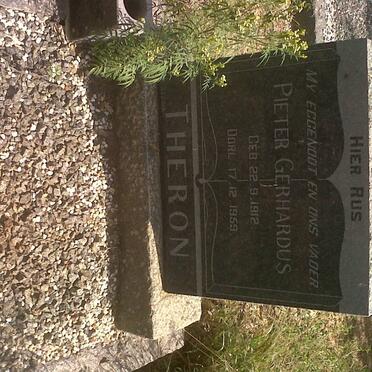 HIER RUS
MY EGGENOOT EN ONS VADER
PIETER GERHARDUS
GEB. 22.9.1912
OORL. 17.12.1959
THERON